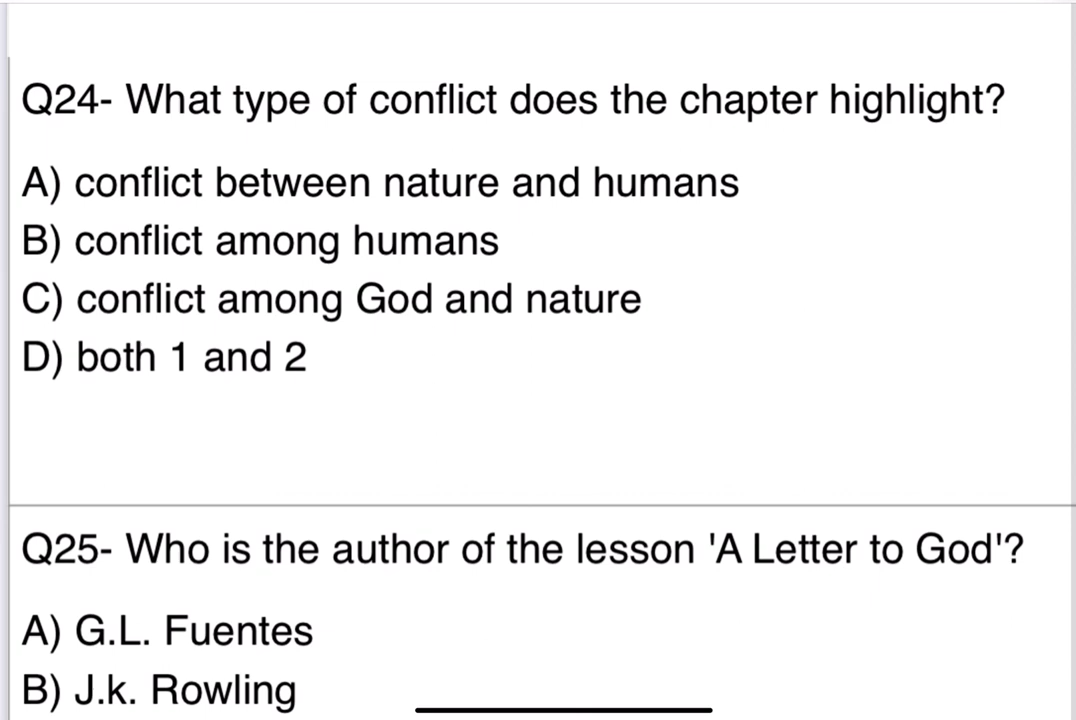 Q24- What type of conflict does the chapter highlight?
A) conflict between nature and humans
B) conflict among humans
C) conflict among God and nature
D) both 1 and 2
Q25- Who is the author of the lesson 'A Letter to God'?
A) G.L. Fuentes
B) J.k. Rowling